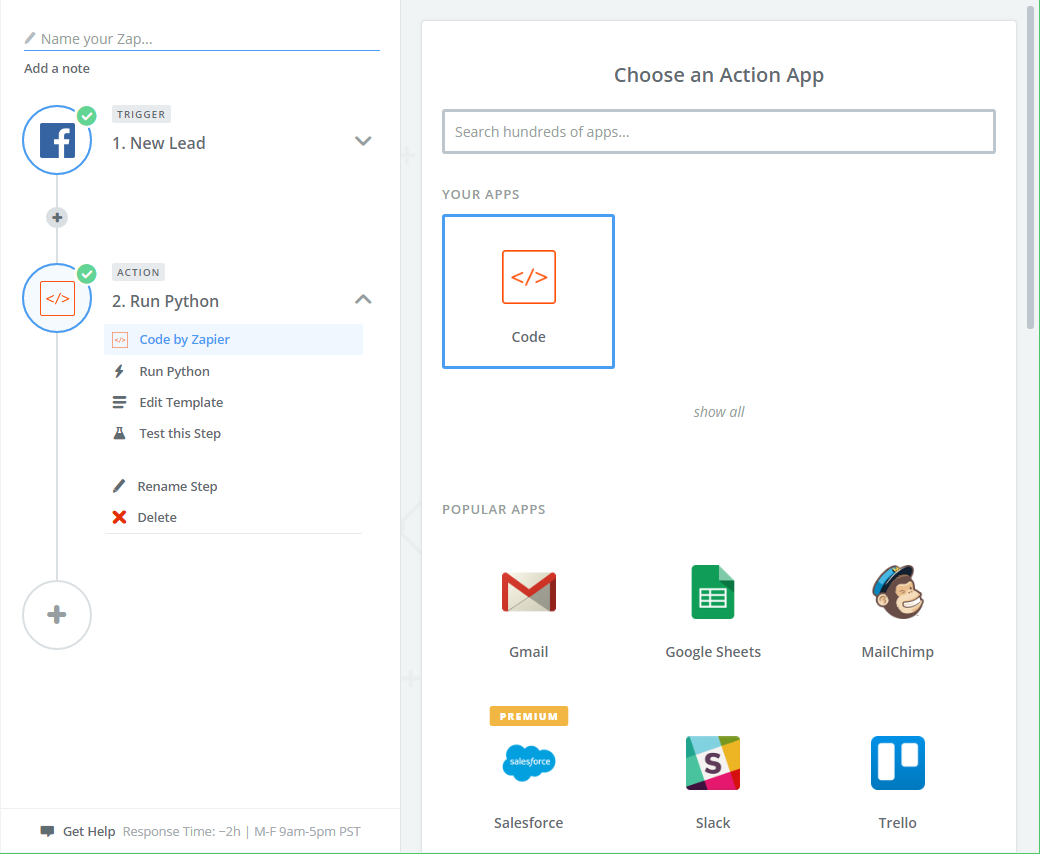 Name your Zap...
Add a note
TRIGGER
1. New Lead
ACTION
</>
2. Run Python
</> Code by Zapier
Run Python
Edit Template
Test this Step
Rename Step
Delete
Get Help Response Time: ~2h | M-F 9am-5pm PST
Choose an Action App
Search hundreds of apps...
YOUR APPS
</>
Code
show all
POPULAR APPS
Gmail
Google Sheets
MailChimp
PREMIUM
salesforce
S
Salesforce
Slack
Trello